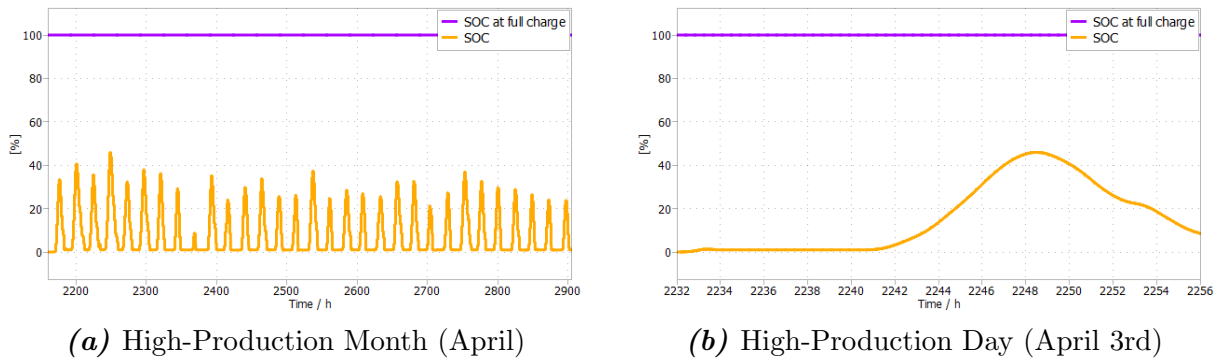 SOC at full charge
SOC
100
80
60
40
20
0
[%]
2200 2300 2400 2500 2600 2700 2800 2900
Time / h
(a) High-Production Month (April)
SOC at full charge
SOC
100
80
60
40
20
0
[%]
2232 2234 2236 2238 2240 2242 2244 2246 2248 2250 2252 2254 2256
Time / h
(b) High-Production Day (April 3rd)